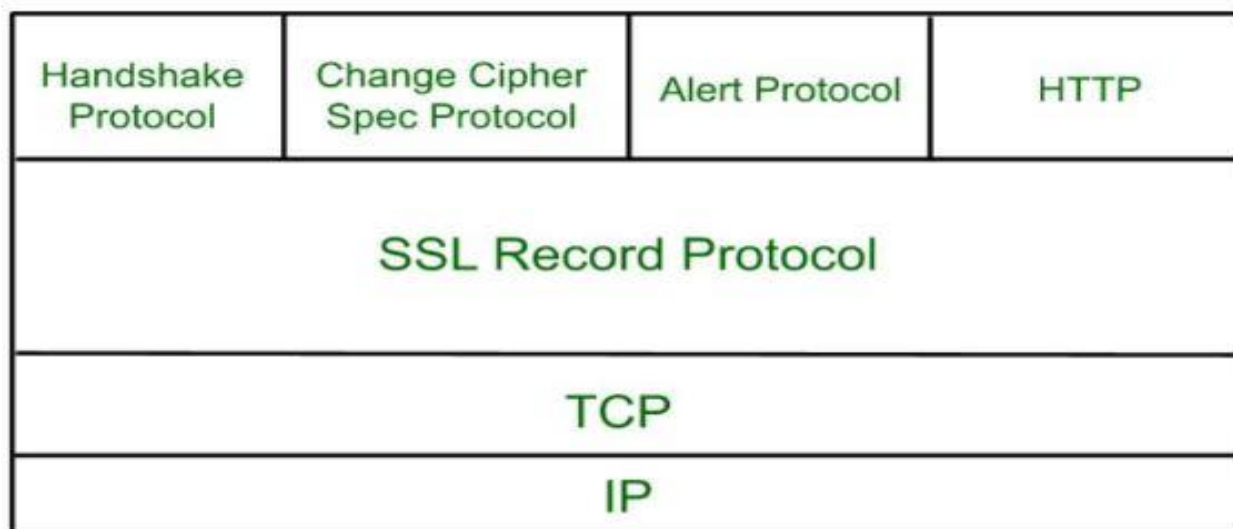 Handshake
Protocol
Change Cipher
Spec Protocol
Alert Protocol
HTTP
SSL Record Protocol
TCP
IP